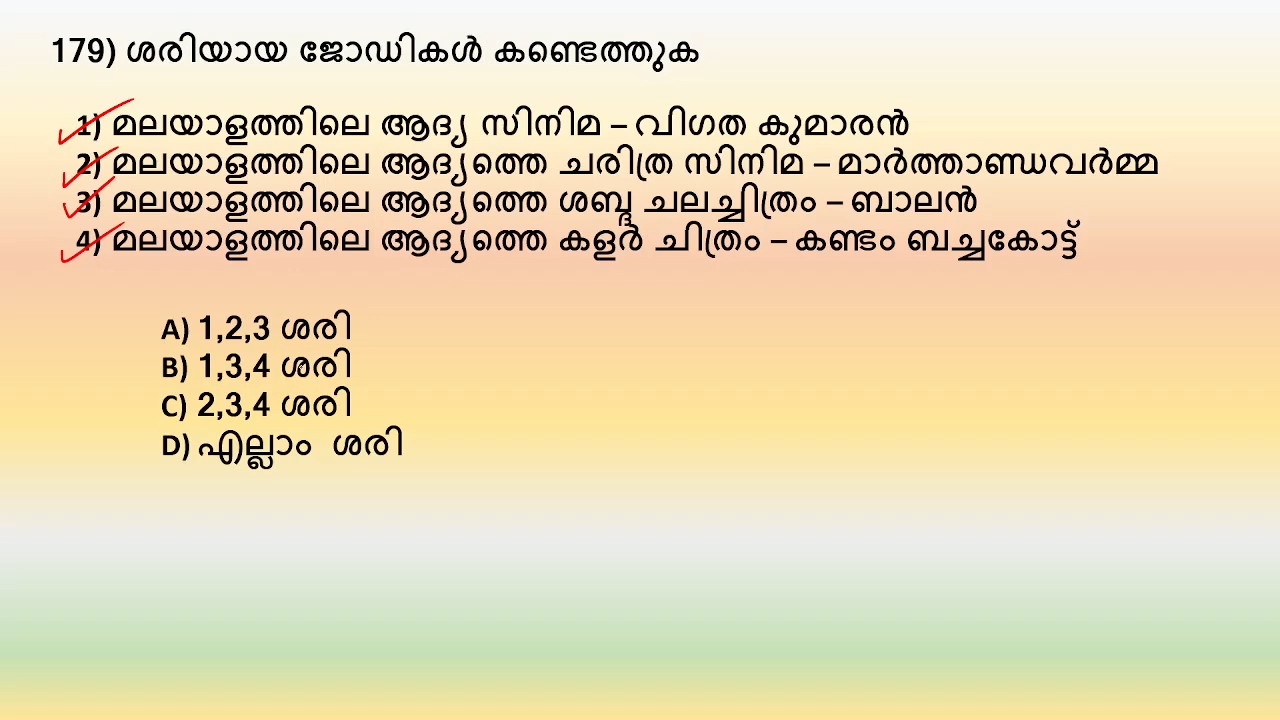 179) ശരിയായ ജോഡികൾ കണ്ടെത്തുക
1) മലയാളത്തിലെ ആദ്യ സിനിമ – വിഗത കുമാരൻ
2) മലയാളത്തിലെ ആദ്യത്തെ ചരിത്ര സിനിമ – മാർത്താണ്ഡവർമ്മ
3) മലയാളത്തിലെ ആദ്യത്തെ ശബ്ദ ചലച്ചിത്രം – ബാലൻ
4) മലയാളത്തിലെ ആദ്യത്തെ കളർ ചിത്രം – കണ്ടം ബച്ചകോട്ട്
A) 1,2,3 ശരി
B) 1,3,4 ശരി
C) 2,3,4 ശരി
D) എല്ലാം ശരി